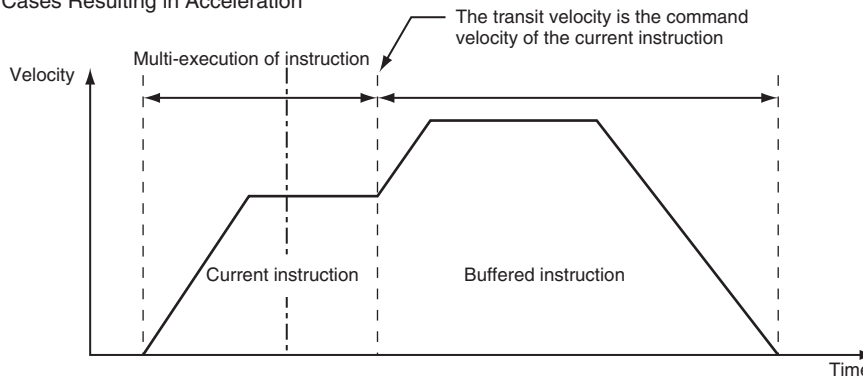 Cases Resulting in Acceleration
The transit velocity is the command
velocity of the current instruction
Multi-execution of instruction
Velocity
Current instruction
Buffered instruction
Time